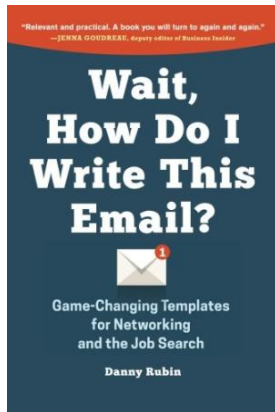 "Relevant and practical. A book you will turn to again and again."
—JENNA GOUDREAU, deputy editor of Business Insider
Wait,
How Do I
Write This
Email?
1
Game-Changing Templates
for Networking
and the Job Search
Danny Rubin